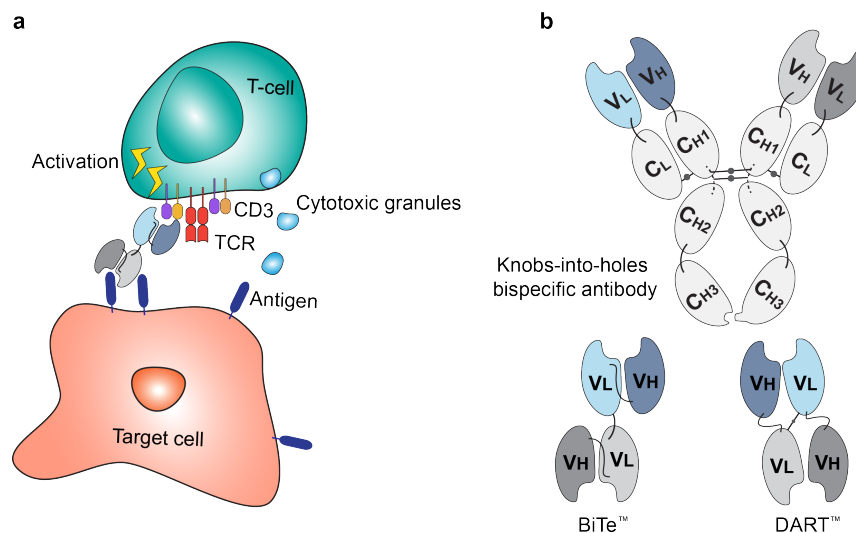 a
T-cell
Activation
CD3
Cytotoxic granules
TCR
Antigen
Target cell
b
VL
VH
VH
VL
CL
CH1
CH1
CL
CH2
CH2
Knobs-into-holes
bispecific antibody
CH3
CH3
VL
VH
VH
VL
BiTe™
VH
VL
VL
VH
DART™